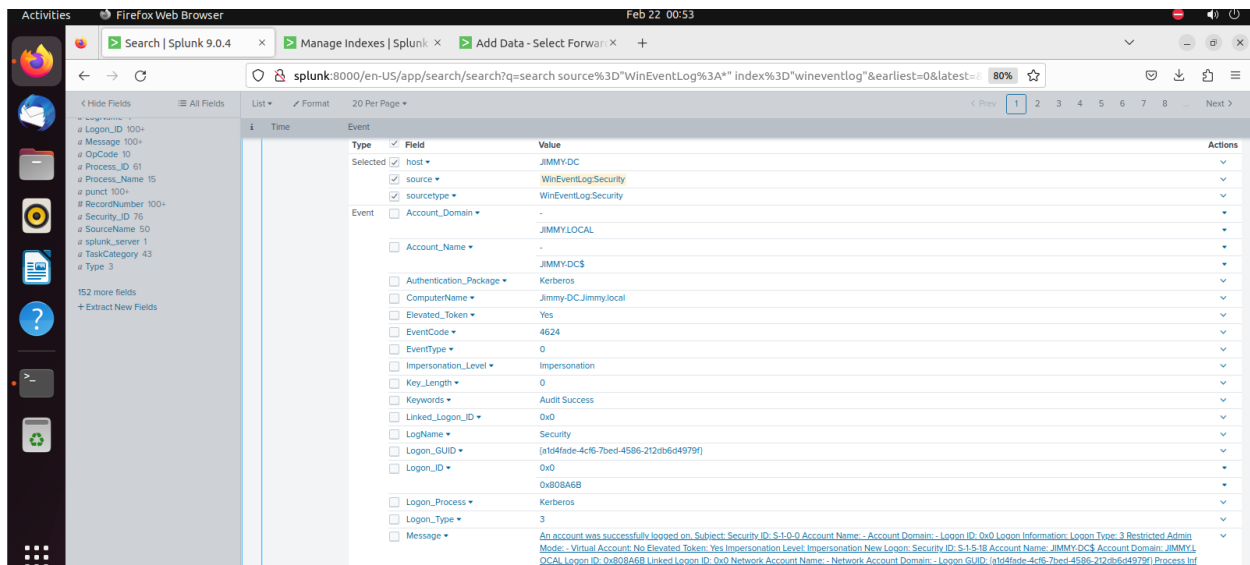 Activities Firefox Web Browser Feb 22 00:53
Search | Splunk 9.0.4 × Manage Indexes | Splunk × Add Data - Select Forward × +
splunk:8000/en-US/app/search/search?q=search source%3D"WinEventLog%3A*" index%3D"wineventlog"&earliest=0&latest= 80%
< Hide Fields All Fields List Format 20 Per Page < Prev 1 2 3 4 5 6 7 8 ... Next >
i Time Event
a Logon_ID 100+
a Message 100+
a OpCode 10
a Process_ID 61
a Process_Name 15
a punct 100+
# RecordNumber 100+
a Security_ID 76
a SourceName 50
a splunk_server 1
a TaskCategory 43
a Type 3
152 more fields
+ Extract New Fields
Type Field Value Actions
Selected host JIMMY-DC
source WinEventLog:Security
sourcetype WinEventLog:Security
Event Account_Domain -
JIMMY.LOCAL
Account_Name -
JIMMY-DC$
Authentication_Package Kerberos
ComputerName Jimmy-DC.Jimmy.local
Elevated_Token Yes
EventCode 4624
EventType 0
Impersonation_Level Impersonation
Key_Length 0
Keywords Audit Success
Linked_Logon_ID 0x0
LogName Security
Logon_GUID {a1d4fade-4cf6-7bed-4586-212db6d4979f}
Logon_ID 0x0
0x808A6B
Logon_Process Kerberos
Logon_Type 3
Message An account was successfully logged on. Subject: Security ID: S-1-0-0 Account Name: - Account Domain: - Logon ID: 0x0 Logon Information: Logon Type: 3 Restricted Admin
Mode: - Virtual Account: No Elevated Token: Yes Impersonation Level: Impersonation New Logon: Security ID: S-1-5-18 Account Name: JIMMY-DC$ Account Domain: JIMMY.L
OCAL Logon ID: 0x808A6B Linked Logon ID: 0x0 Network Account Name: - Network Account Domain: - Logon GUID: {a1d4fade-4cf6-7bed-4586-212db6d4979f} Process Inf